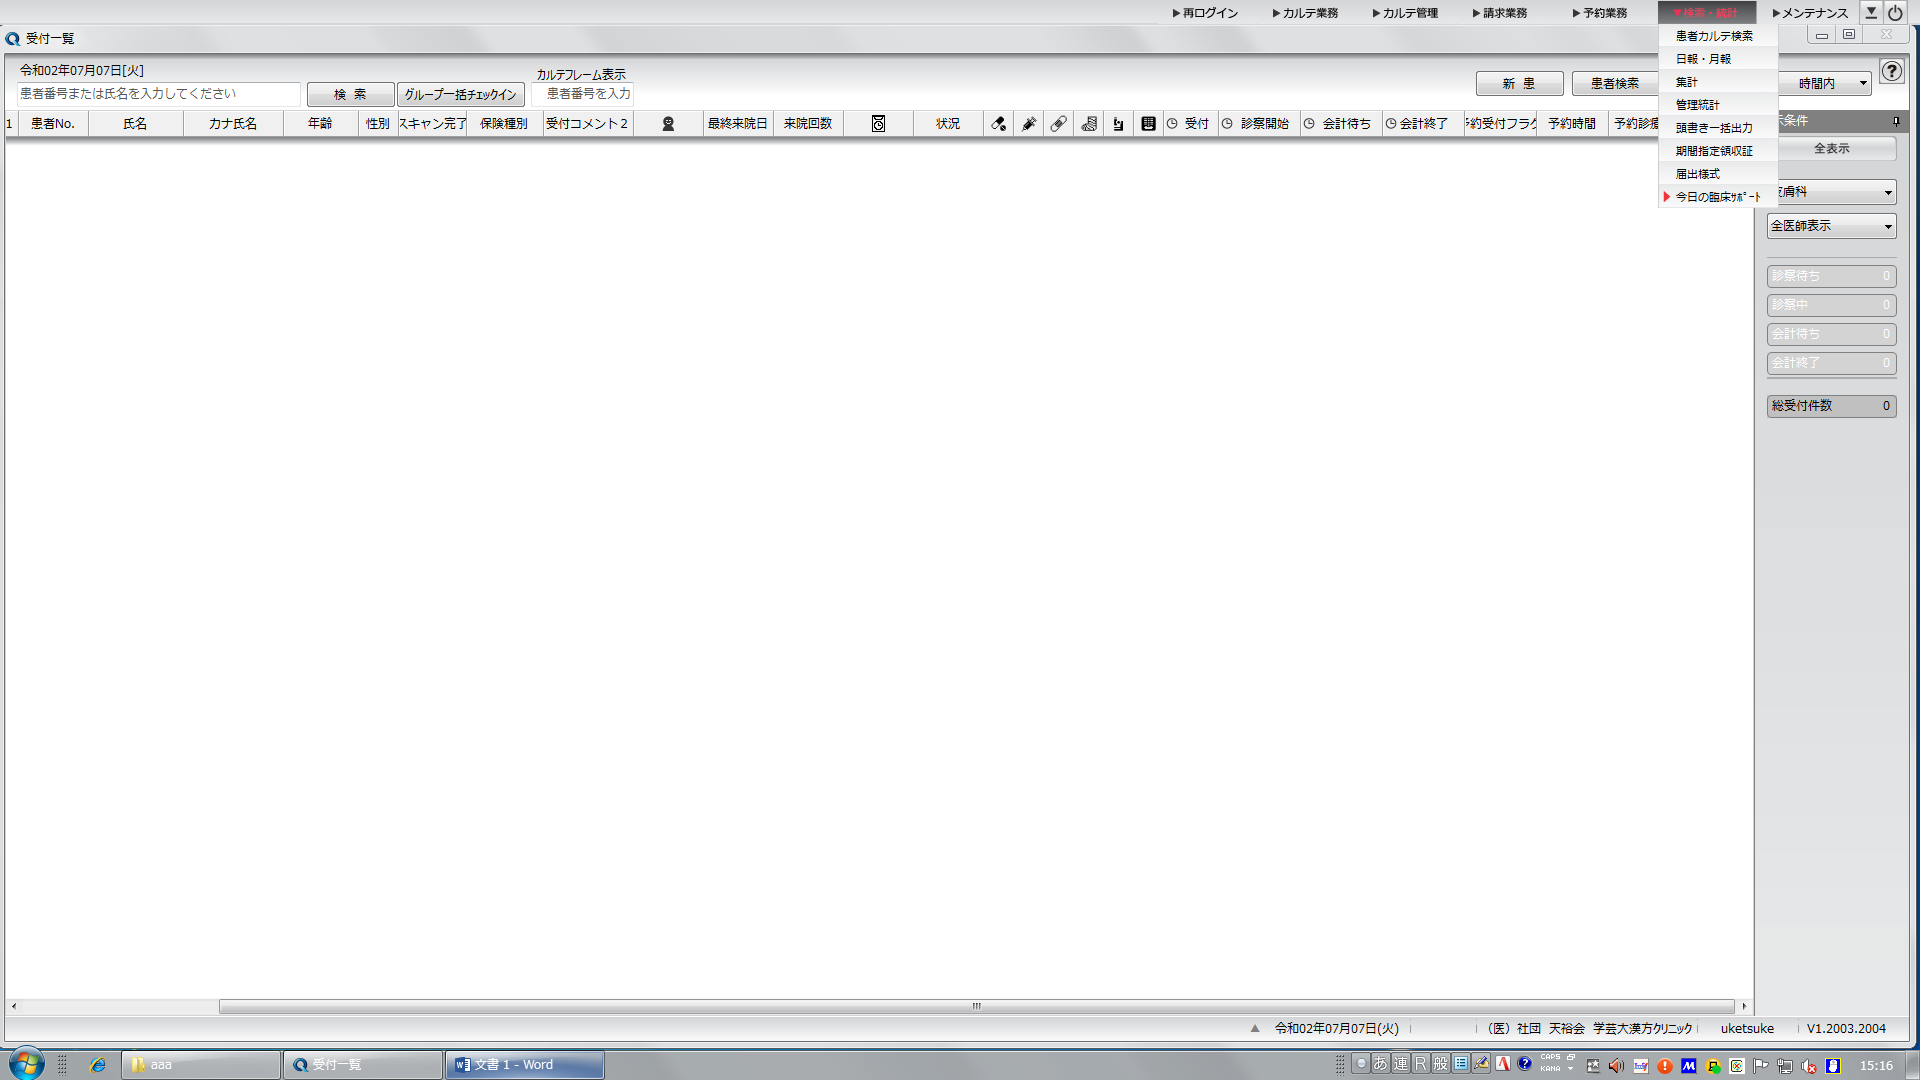 ▶再ログイン ▶カルテ業務 ▶カルテ管理 ▶請求業務 ▶予約業務 ▼検索・統計 ▶メンテナンス
受付一覧
患者カルテ検索
日報・月報
集計
管理統計
頭書き一括出力
期間指定領収証
届出様式
今日の臨床ｻﾎﾟｰﾄ
令和02年07月07日[火]
カルテフレーム表示
患者番号または氏名を入力してください 検 索 グループ一括チェックイン 患者番号を入力 新 患 患者検索 時間内
1 患者No. 氏名 カナ氏名 年齢 性別 スキャン完了 保険種別 受付コメント2 最終来院日 来院回数 状況 受付 診察開始 会計待ち 会計終了 予約受付フラグ 予約時間 予約診療
示条件
全表示
皮膚科
全医師表示
診察待ち 0
診察中 0
会計待ち 0
会計終了 0
総受付件数 0
令和02年07月07日(火) （医）社団 天裕会 学芸大漢方クリニック uketsuke V1.2003.2004
aaa 受付一覧 文書 1 - Word あ 連 R 般 CAPS KANA 15:16